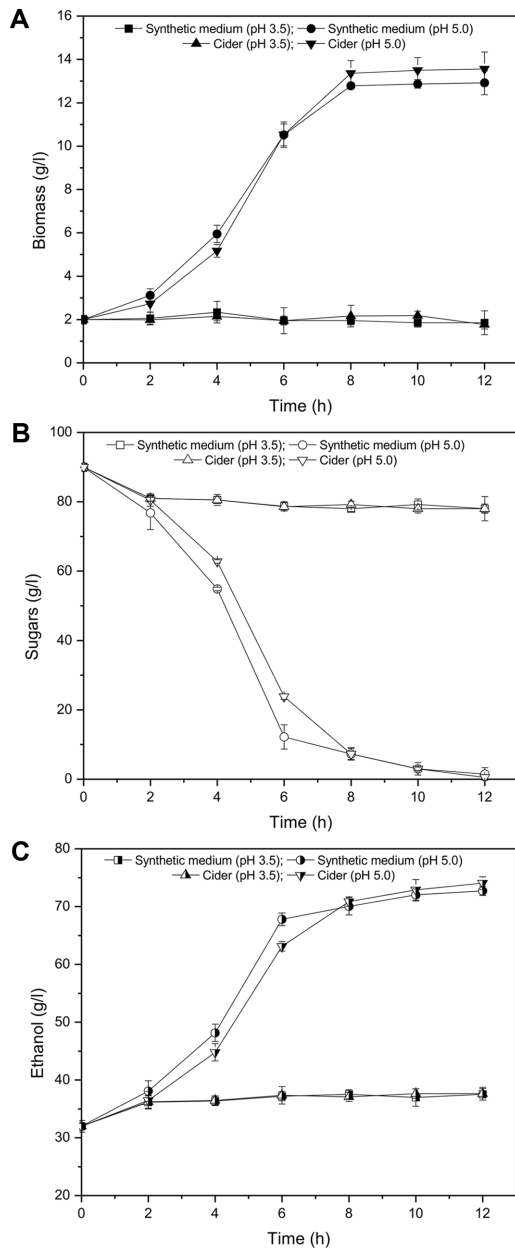 A
Synthetic medium (pH 3.5); Synthetic medium (pH 5.0)
Cider (pH 3.5); Cider (pH 5.0)
16
14
12
10
8
6
4
2
0
Biomass (g/l)
0 2 4 6 8 10 12
Time (h)
B
Synthetic medium (pH 3.5); Synthetic medium (pH 5.0)
Cider (pH 3.5); Cider (pH 5.0)
100
80
60
40
20
0
Sugars (g/l)
0 2 4 6 8 10 12
Time (h)
C
Synthetic medium (pH 3.5); Synthetic medium (pH 5.0)
Cider (pH 3.5); Cider (pH 5.0)
80
70
60
50
40
30
20
Ethanol (g/l)
0 2 4 6 8 10 12
Time (h)